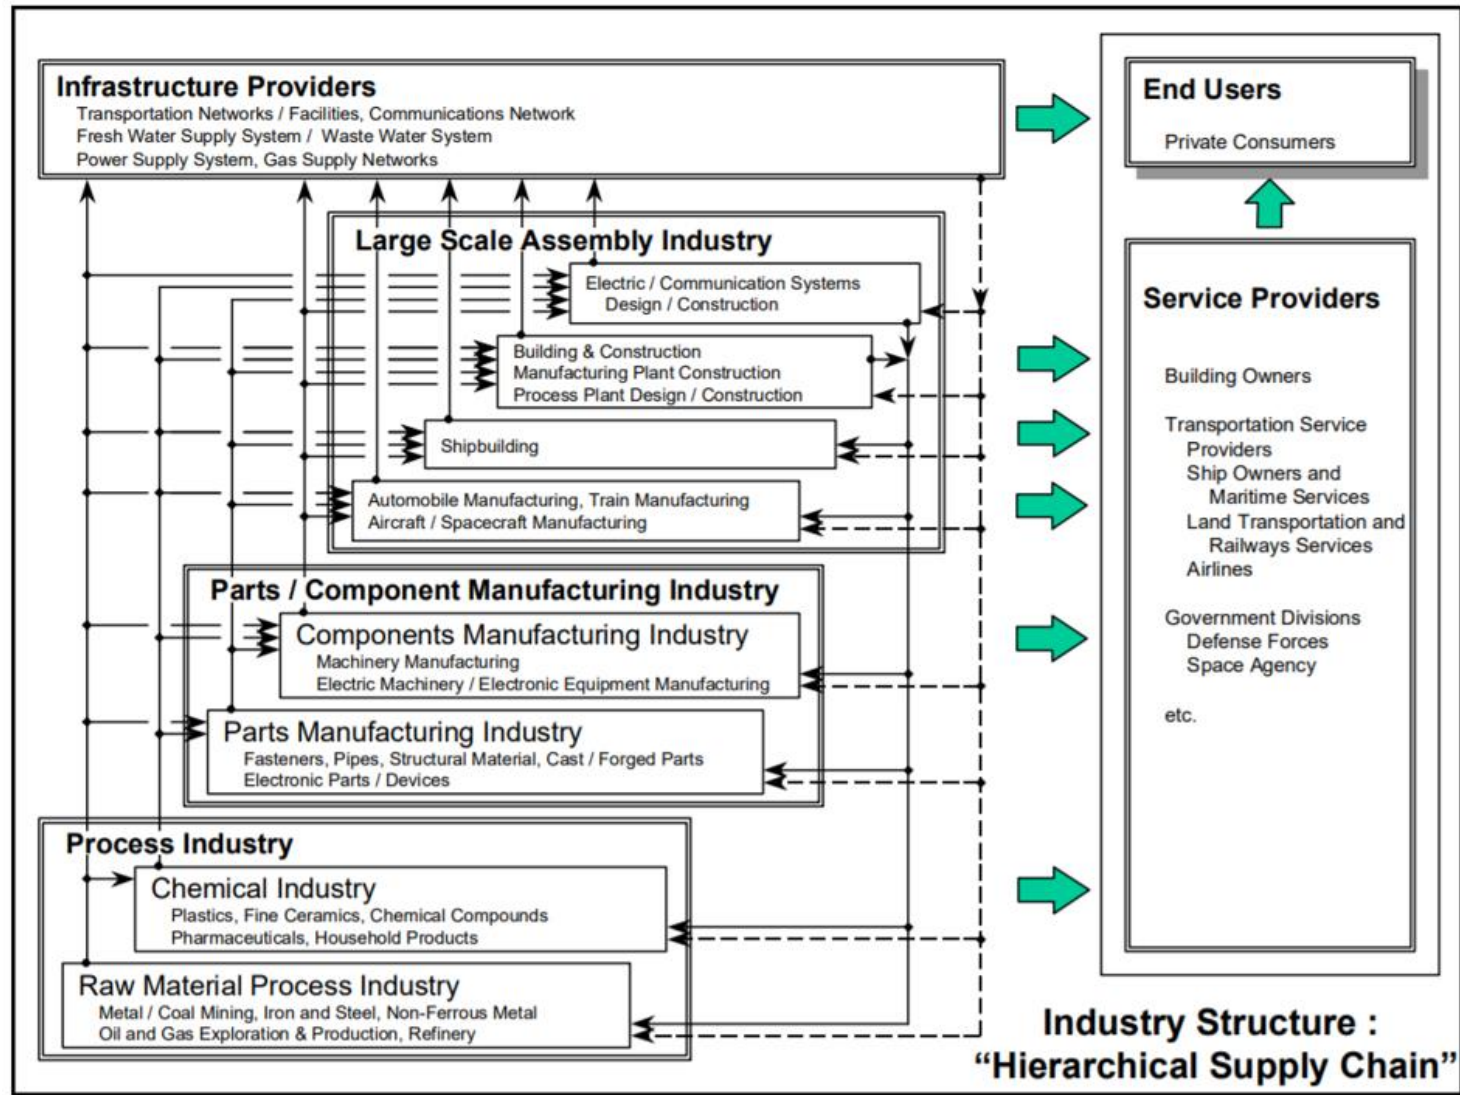 Infrastructure Providers
Transportation Networks / Facilities, Communications Network
Fresh Water Supply System / Waste Water System
Power Supply System, Gas Supply Networks
Large Scale Assembly Industry
Electric / Communication Systems
Design / Construction
Building & Construction
Manufacturing Plant Construction
Process Plant Design / Construction
Shipbuilding
Automobile Manufacturing, Train Manufacturing
Aircraft / Spacecraft Manufacturing
Parts / Component Manufacturing Industry
Components Manufacturing Industry
Machinery Manufacturing
Electric Machinery / Electronic Equipment Manufacturing
Parts Manufacturing Industry
Fasteners, Pipes, Structural Material, Cast / Forged Parts
Electronic Parts / Devices
Process Industry
Chemical Industry
Plastics, Fine Ceramics, Chemical Compounds
Pharmaceuticals, Household Products
Raw Material Process Industry
Metal / Coal Mining, Iron and Steel, Non-Ferrous Metal
Oil and Gas Exploration & Production, Refinery
End Users
Private Consumers
Service Providers
Building Owners
Transportation Service
Providers
Ship Owners and
Maritime Services
Land Transportation and
Railways Services
Airlines
Government Divisions
Defense Forces
Space Agency
etc.
Industry Structure :
“Hierarchical Supply Chain”